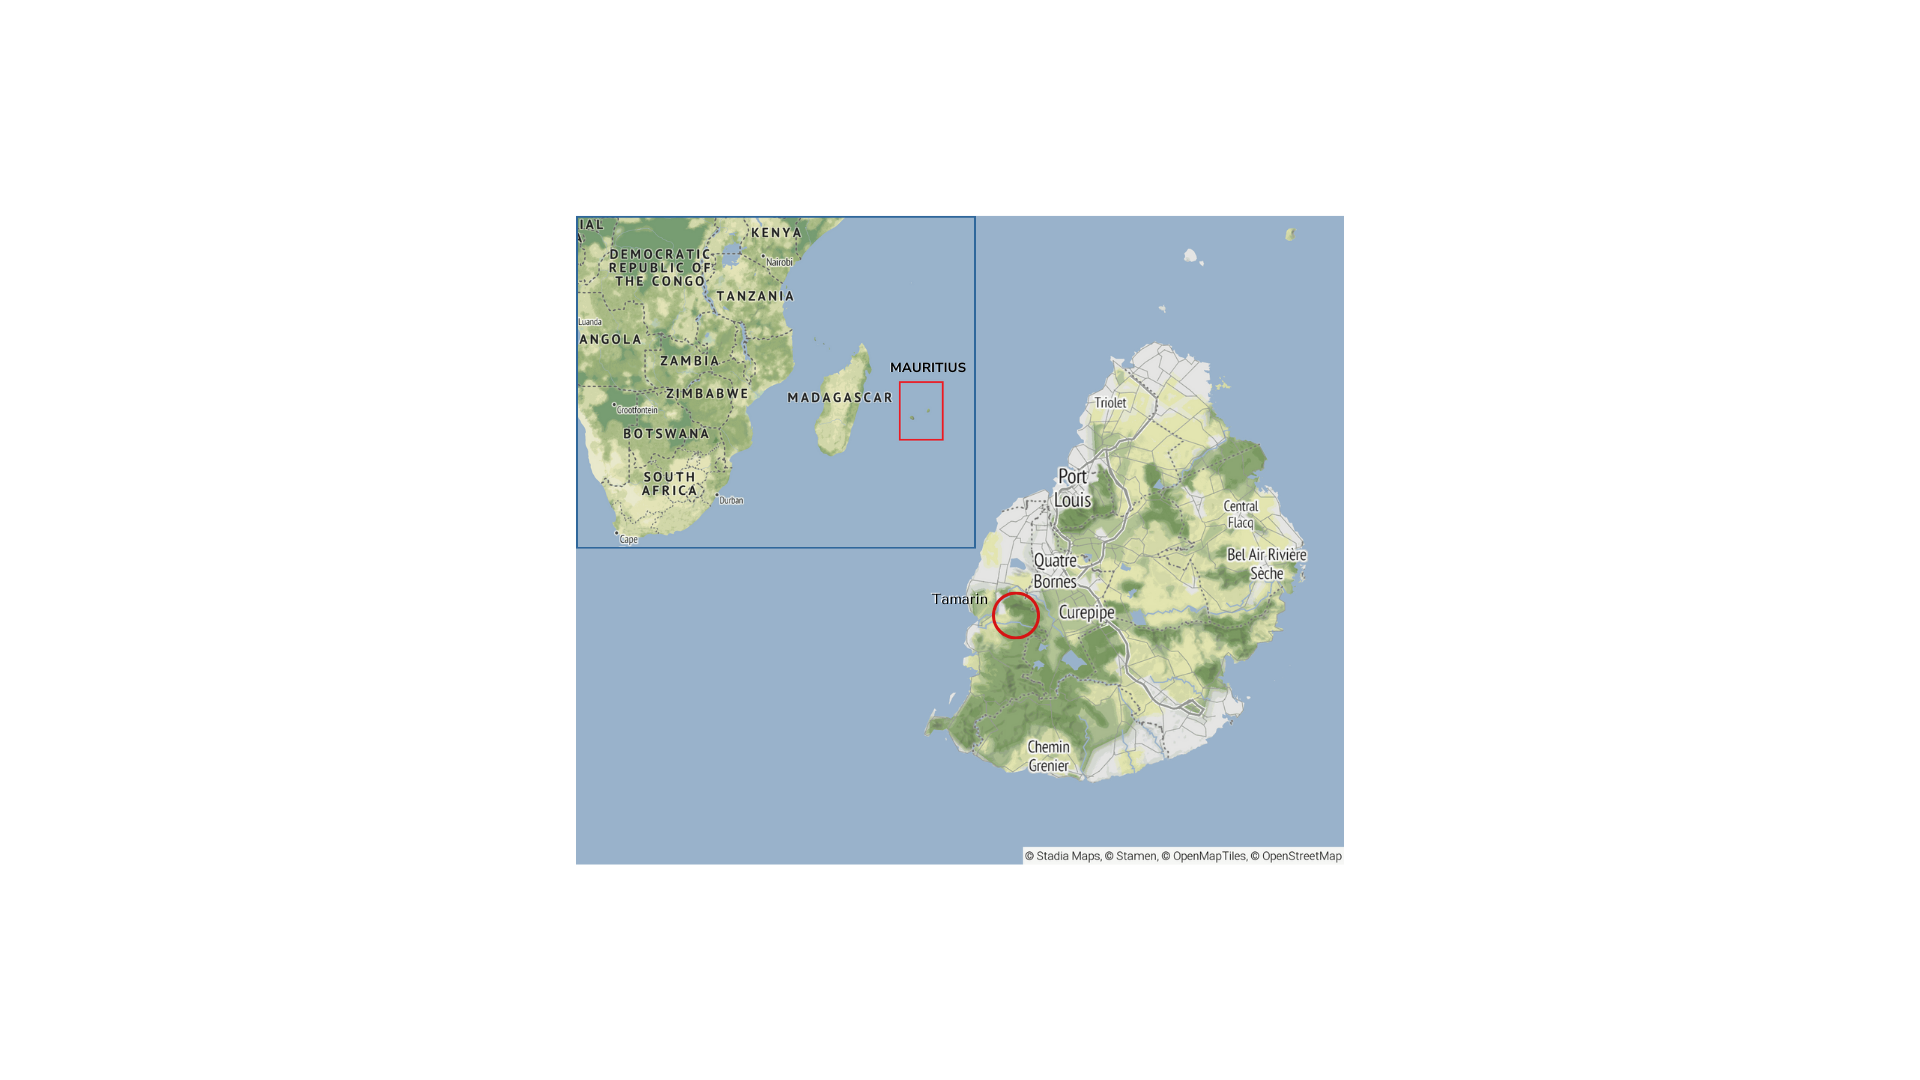 IAL
A
KENYA
DEMOCRATIC
REPUBLIC OF
THE CONGO
Nairobi
TANZANIA
Luanda
ANGOLA
ZAMBIA
MAURITIUS
ZIMBABWE
MADAGASCAR
Grootfontein
BOTSWANA
SOUTH
AFRICA
Durban
Cape
Triolet
Port
Louis
Central
Flacq
Quatre
Bornes
Bel Air Rivière
Sèche
Tamarin
Curepipe
Chemin
Grenier
© Stadia Maps, © Stamen, © OpenMapTiles, © OpenStreetMap